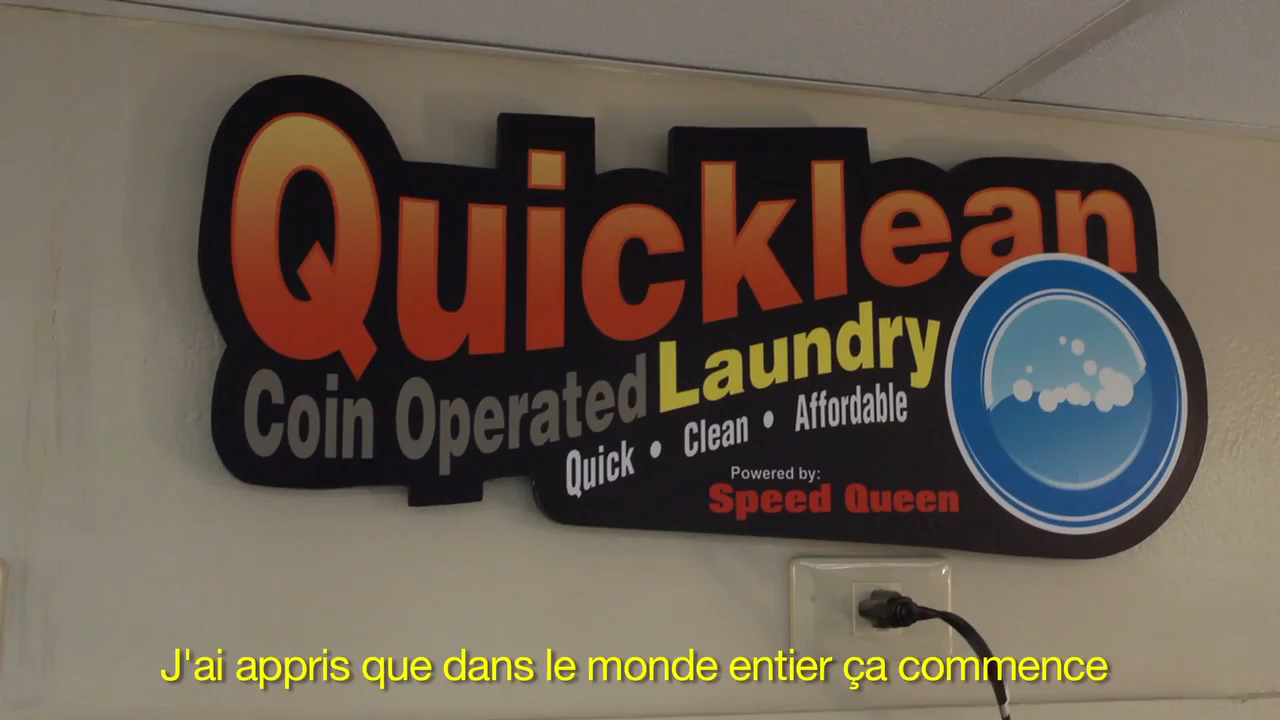 Quicklean
Coin Operated Laundry
Quick • Clean • Affordable
Powered by:
Speed Queen
J'ai appris que dans le monde entier ça commence